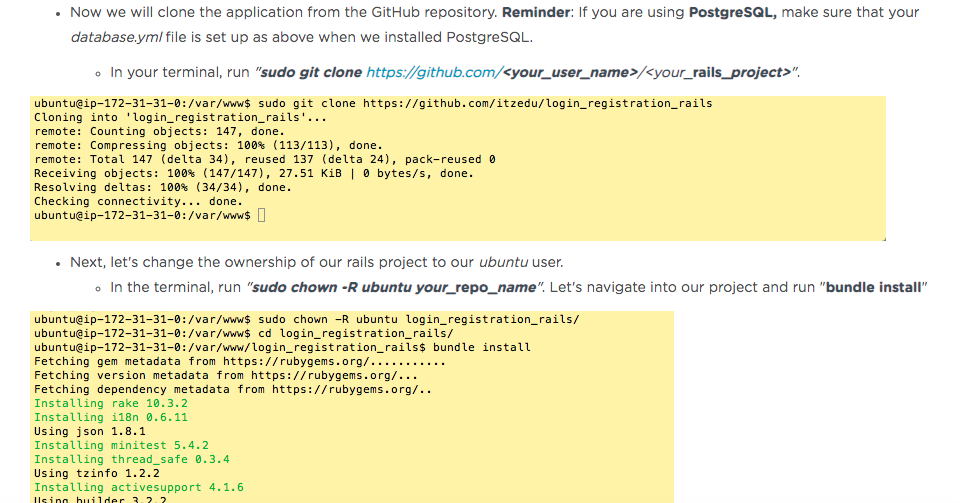 • Now we will clone the application from the GitHub repository. Reminder: If you are using PostgreSQL, make sure that your
database.yml file is set up as above when we installed PostgreSQL.
◦ In your terminal, run "sudo git clone https://github.com/<your_user_name>/<your_rails_project>".
ubuntu@ip-172-31-31-0:/var/www$ sudo git clone https://github.com/itzedu/login_registration_rails
Cloning into 'login_registration_rails'...
remote: Counting objects: 147, done.
remote: Compressing objects: 100% (113/113), done.
remote: Total 147 (delta 34), reused 137 (delta 24), pack-reused 0
Receiving objects: 100% (147/147), 27.51 KiB | 0 bytes/s, done.
Resolving deltas: 100% (34/34), done.
Checking connectivity... done.
ubuntu@ip-172-31-31-0:/var/www$
• Next, let's change the ownership of our rails project to our ubuntu user.
◦ In the terminal, run "sudo chown -R ubuntu your_repo_name". Let's navigate into our project and run "bundle install"
ubuntu@ip-172-31-31-0:/var/www$ sudo chown -R ubuntu login_registration_rails/
ubuntu@ip-172-31-31-0:/var/www$ cd login_registration_rails/
ubuntu@ip-172-31-31-0:/var/www/login_registration_rails$ bundle install
Fetching gem metadata from https://rubygems.org/...........
Fetching version metadata from https://rubygems.org/...
Fetching dependency metadata from https://rubygems.org/..
Installing rake 10.3.2
Installing i18n 0.6.11
Using json 1.8.1
Installing minitest 5.4.2
Installing thread_safe 0.3.4
Using tzinfo 1.2.2
Installing activesupport 4.1.6
Using builder 3.2.2